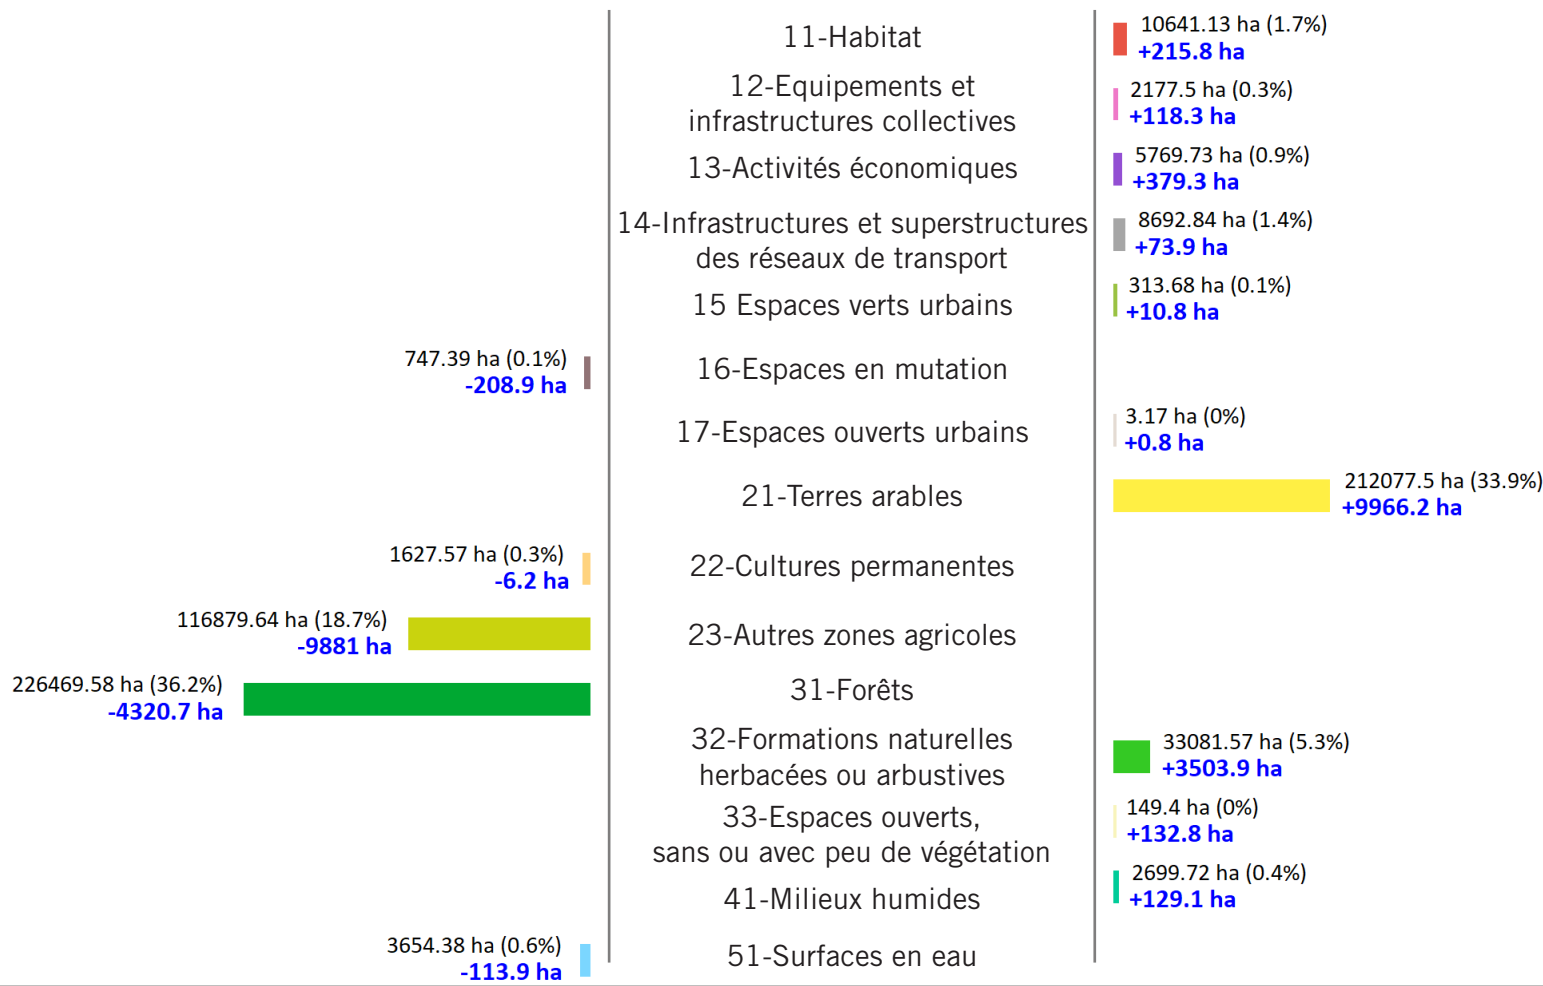 11-Habitat
10641.13 ha (1.7%)
+215.8 ha
12-Equipements et
infrastructures collectives
2177.5 ha (0.3%)
+118.3 ha
13-Activités économiques
5769.73 ha (0.9%)
+379.3 ha
14-Infrastructures et superstructures
des réseaux de transport
8692.84 ha (1.4%)
+73.9 ha
15 Espaces verts urbains
313.68 ha (0.1%)
+10.8 ha
747.39 ha (0.1%)
-208.9 ha
16-Espaces en mutation
17-Espaces ouverts urbains
3.17 ha (0%)
+0.8 ha
21-Terres arables
212077.5 ha (33.9%)
+9966.2 ha
1627.57 ha (0.3%)
-6.2 ha
22-Cultures permanentes
116879.64 ha (18.7%)
-9881 ha
23-Autres zones agricoles
226469.58 ha (36.2%)
-4320.7 ha
31-Forêts
32-Formations naturelles
herbacées ou arbustives
33081.57 ha (5.3%)
+3503.9 ha
33-Espaces ouverts,
sans ou avec peu de végétation
149.4 ha (0%)
+132.8 ha
41-Milieux humides
2699.72 ha (0.4%)
+129.1 ha
3654.38 ha (0.6%)
-113.9 ha
51-Surfaces en eau